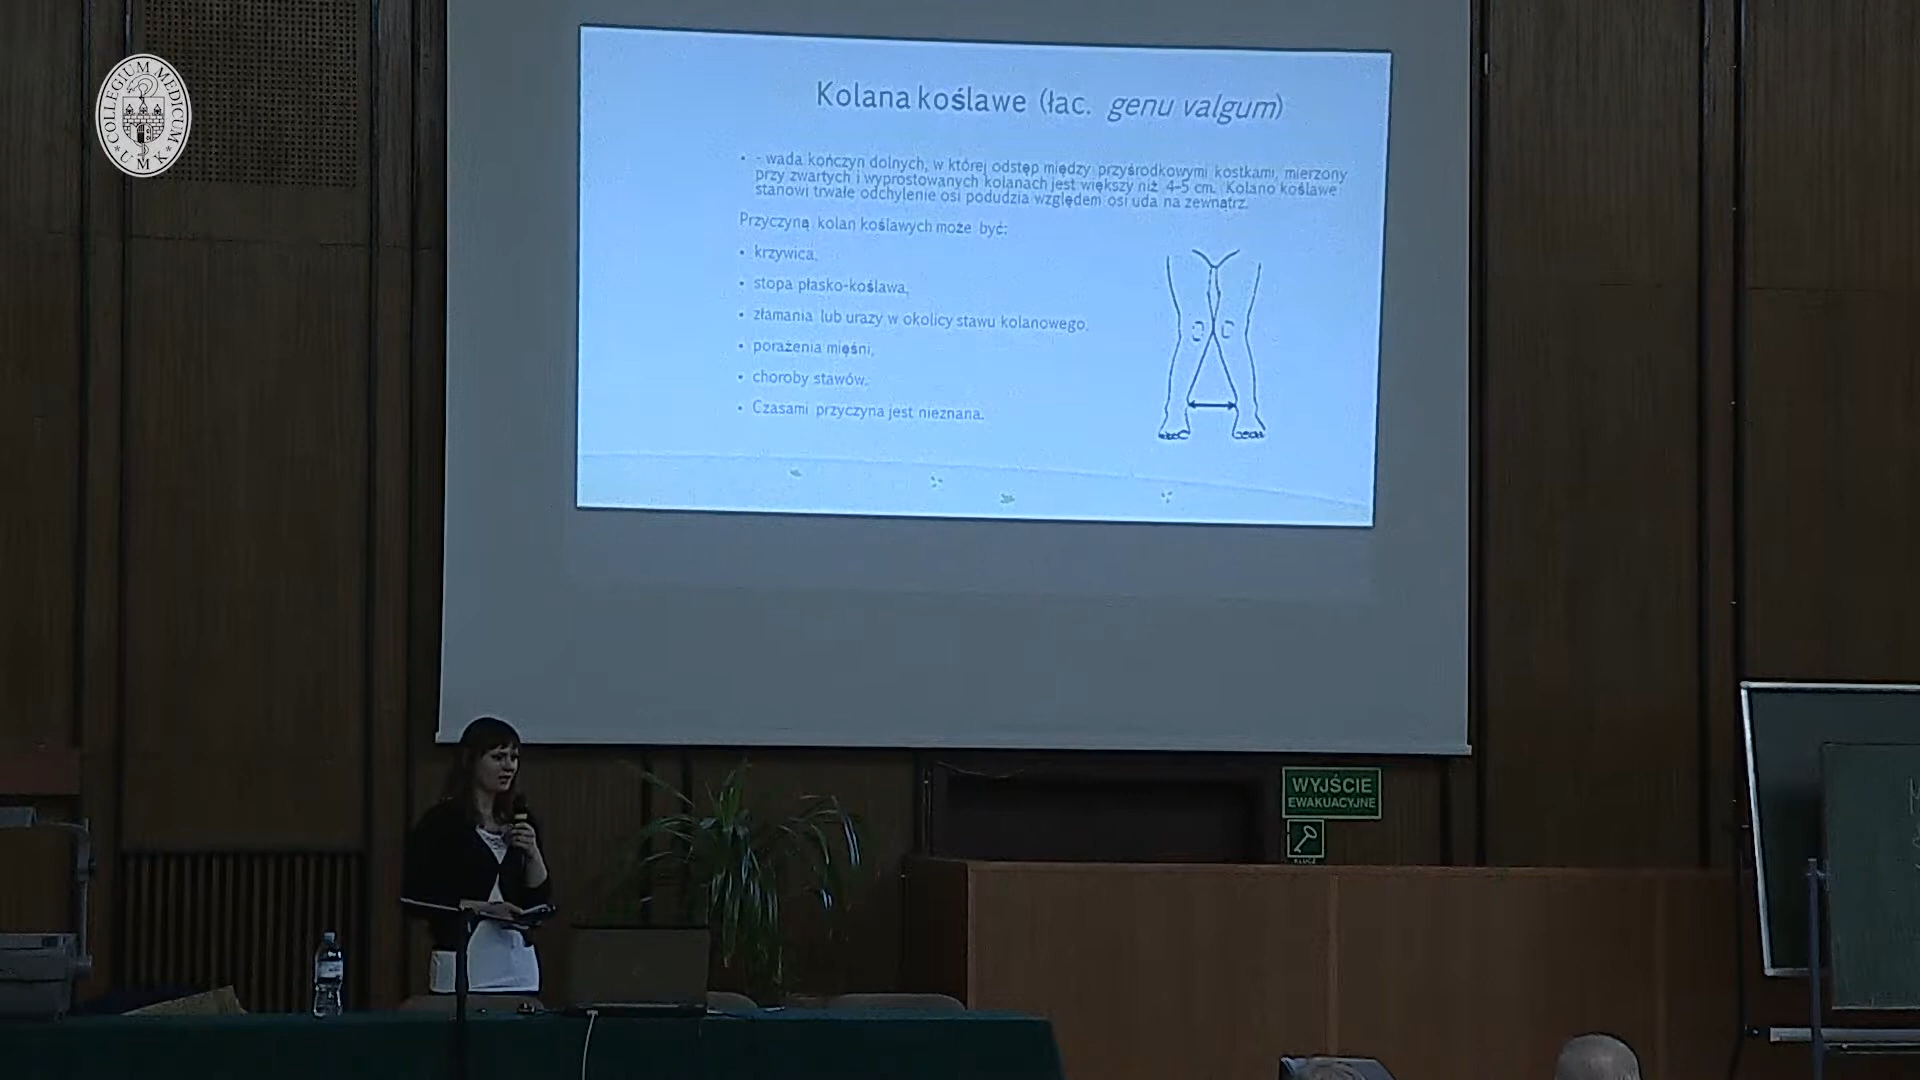 COLLEGIUM MEDICUM
* UMK *
Kolana koślawe (łac. genu valgum)
• - wada kończyn dolnych, w której odstęp między przyśrodkowymi kostkami, mierzony
przy zwartych i wyprostowanych kolanach jest większy niż 4-5 cm. Kolano koślawe
stanowi trwałe odchylenie osi podudzia względem osi uda na zewnątrz.
Przyczyną kolan koślawych może być:
• krzywica,
• stopa płasko-koślawa,
• złamania lub urazy w okolicy stawu kolanowego,
• porażenia mięśni,
• choroby stawów,
• Czasami przyczyna jest nieznana.
WYJŚCIE
EWAKUACYJNE
KLUCZ